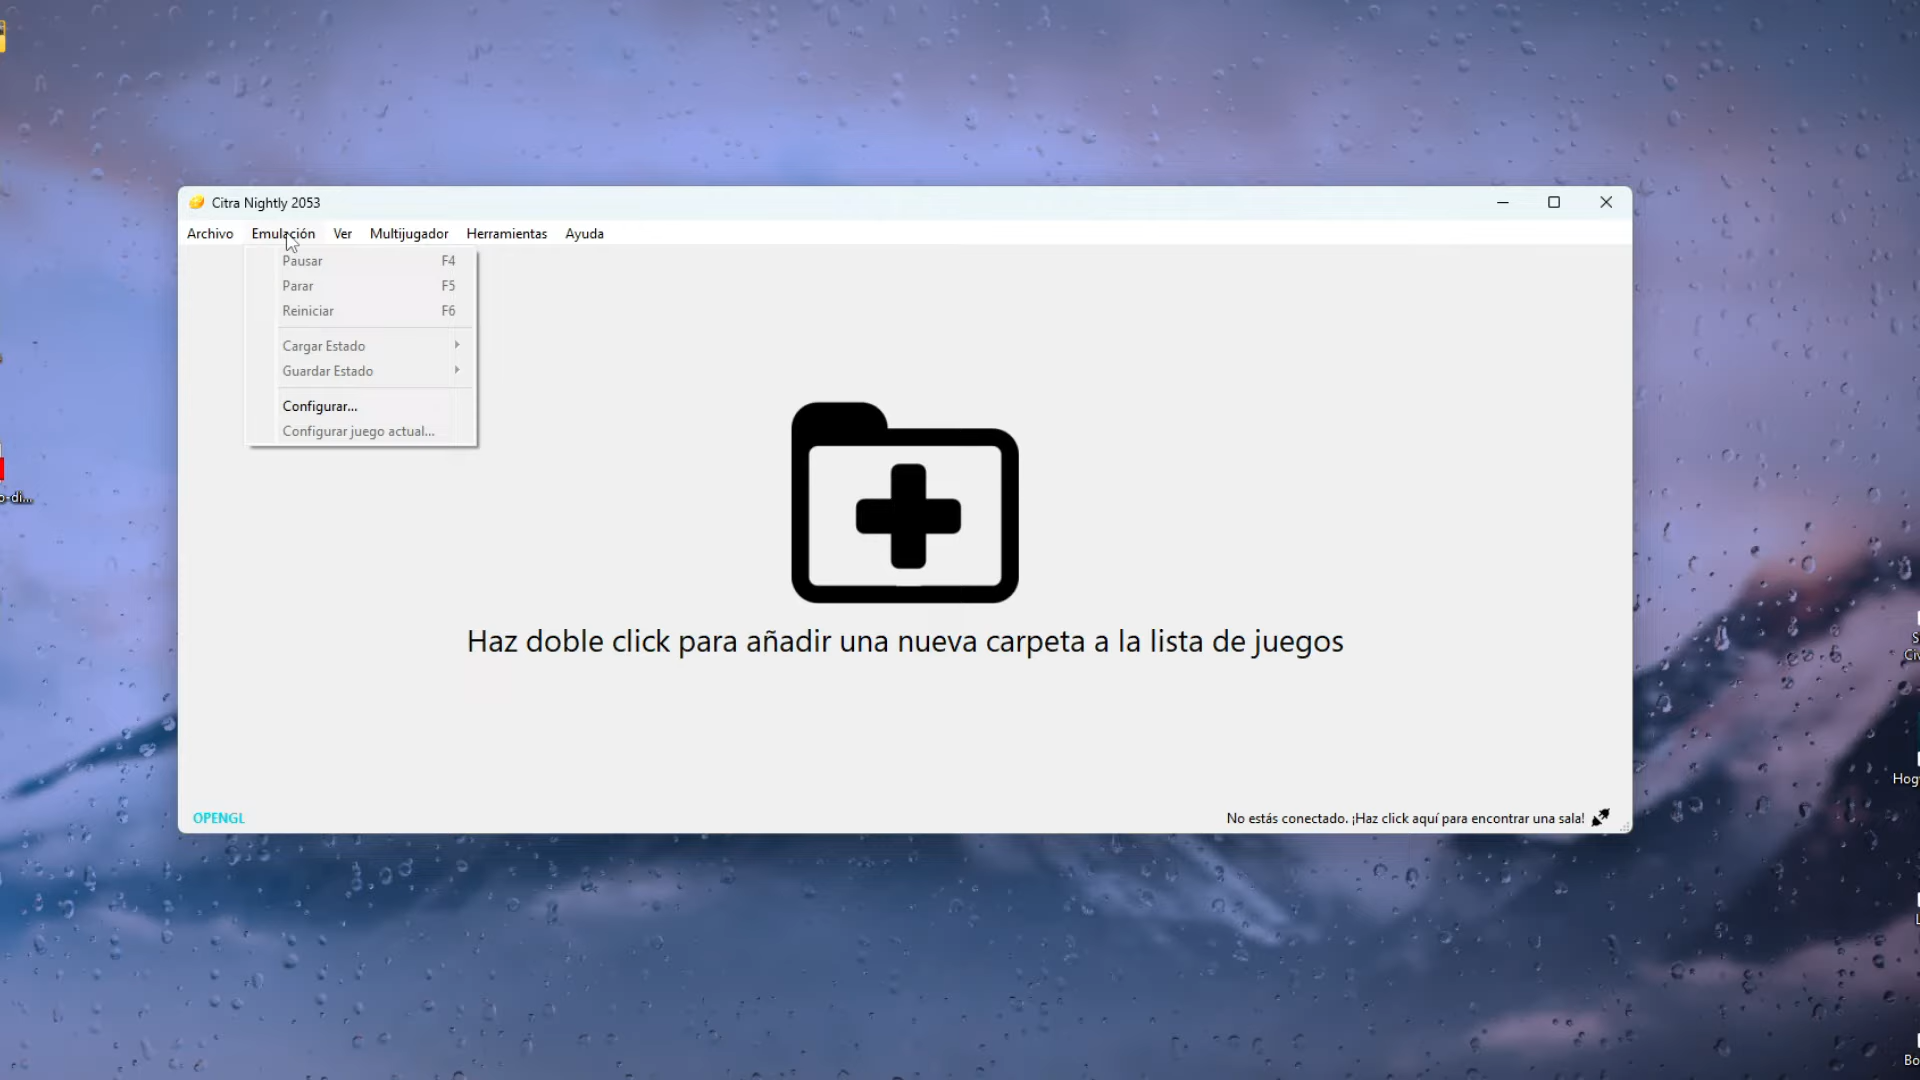 Citra Nightly 2053
Archivo Emulación Ver Multijugador Herramientas Ayuda
Pausar F4
Parar F5
Reiniciar F6
Cargar Estado
Guardar Estado
Configurar...
Configurar juego actual...
o-di...
Haz doble click para añadir una nueva carpeta a la lista de juegos
Hog
OPENGL
No estás conectado. ¡Haz click aquí para encontrar una sala!
Bo